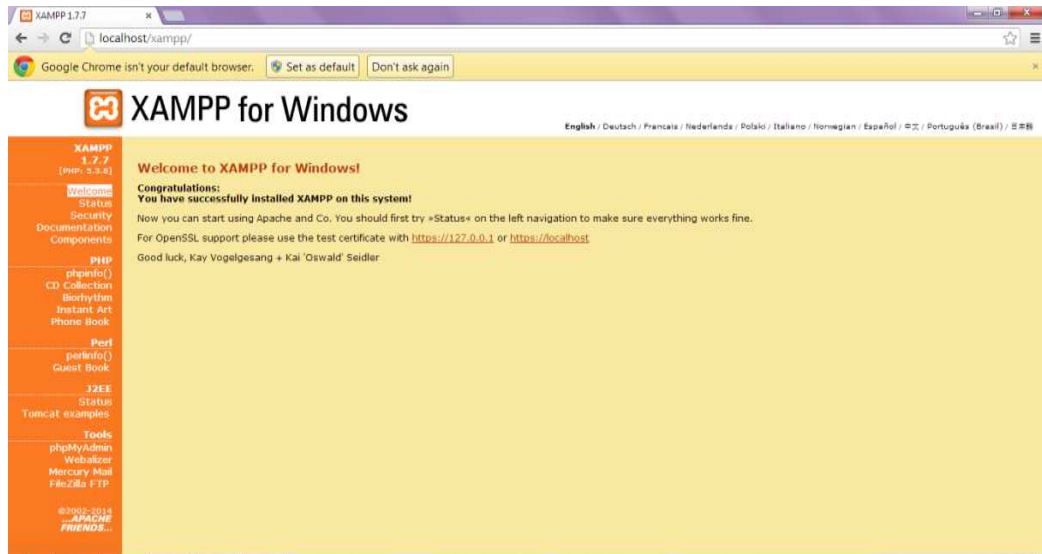 XAMPP 1.7.7
localhost/xampp/
Google Chrome isn't your default browser. Set as default Don't ask again
XAMPP for Windows
English / Deutsch / Francais / Nederlands / Polski / Italiano / Norwegian / Español / 中文 / Português (Brasil) / 日本語
XAMPP
1.7.7
[PHP: 5.3.8]
Welcome
Status
Security
Documentation
Components
PHP
phpinfo()
CD Collection
Biorhythm
Instant Art
Phone Book
Perl
perlinfo()
Guest Book
J2EE
Status
Tomcat examples
Tools
phpMyAdmin
Webalizer
Mercury Mail
FileZilla FTP
©2002-2014
...APACHE
FRIENDS...
Welcome to XAMPP for Windows!
Congratulations:
You have successfully installed XAMPP on this system!
Now you can start using Apache and Co. You should first try »Status« on the left navigation to make sure everything works fine.
For OpenSSL support please use the test certificate with https://127.0.0.1 or https://localhost
Good luck, Kay Vogelgesang + Kai 'Oswald' Seidler